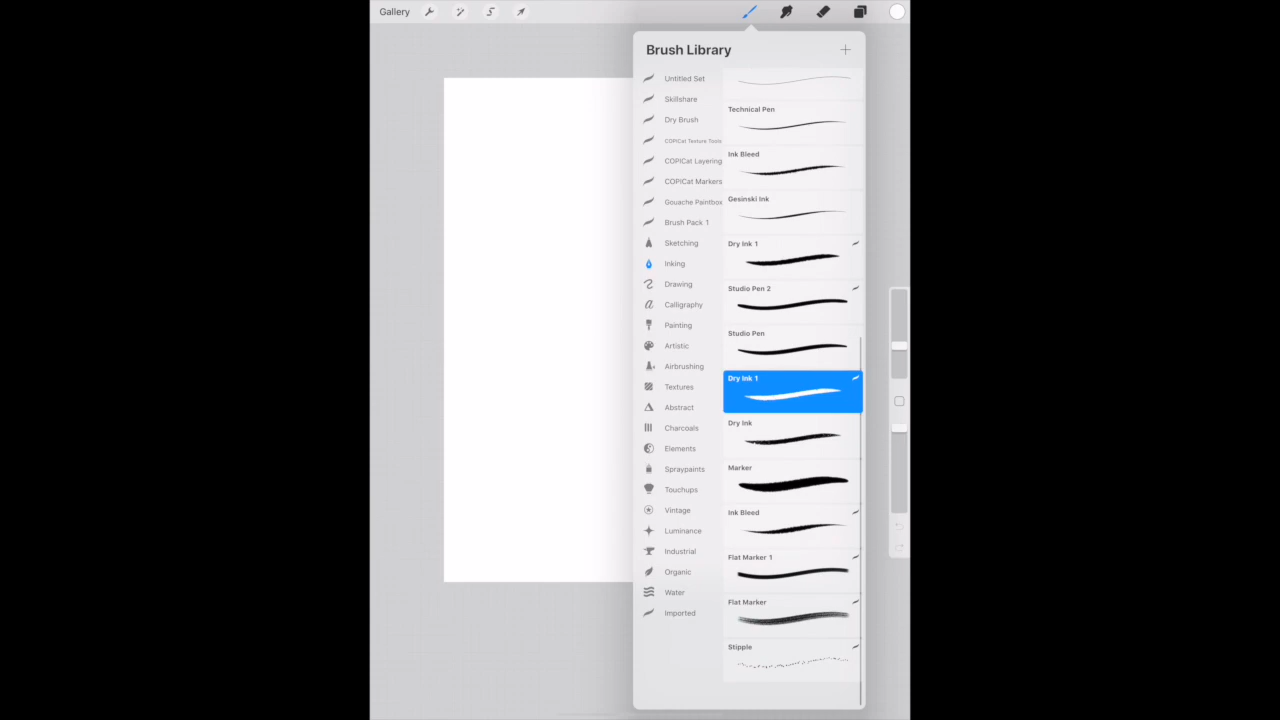 Gallery
Brush Library
Untitled Set
Skillshare
Dry Brush
COPICat Texture Tools
COPICat Layering
COPICat Markers
Gouache Paintbox
Brush Pack 1
Sketching
Inking
Drawing
Calligraphy
Painting
Artistic
Airbrushing
Textures
Abstract
Charcoals
Elements
Spraypaints
Touchups
Vintage
Luminance
Industrial
Organic
Water
Imported
Technical Pen
Ink Bleed
Gesinski Ink
Dry Ink 1
Studio Pen 2
Studio Pen
Dry Ink 1
Dry Ink
Marker
Ink Bleed
Flat Marker 1
Flat Marker
Stipple